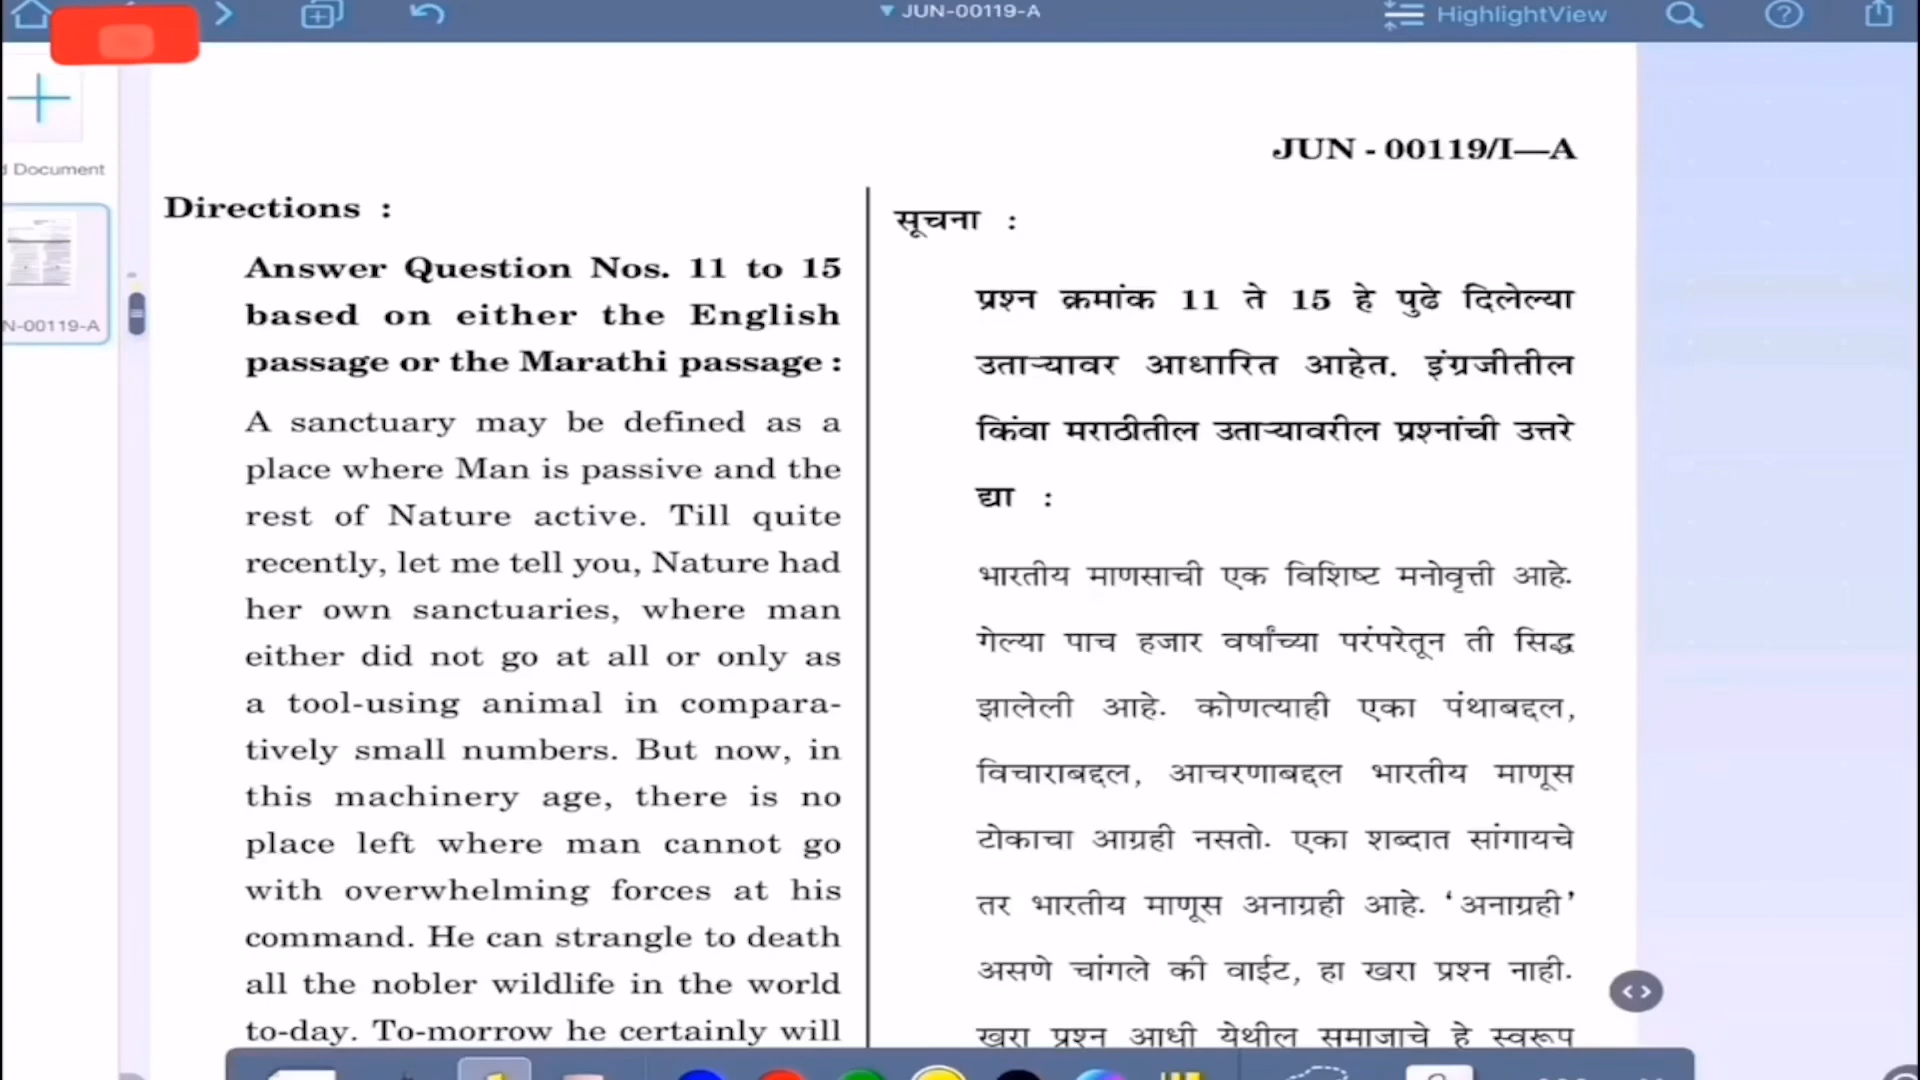 JUN-00119-A
HighlightView
Document
N-00119-A
JUN - 00119/I—A
Directions :
Answer Question Nos. 11 to 15
based on either the English
passage or the Marathi passage :
A sanctuary may be defined as a
place where Man is passive and the
rest of Nature active. Till quite
recently, let me tell you, Nature had
her own sanctuaries, where man
either did not go at all or only as
a tool-using animal in compara-
tively small numbers. But now, in
this machinery age, there is no
place left where man cannot go
with overwhelming forces at his
command. He can strangle to death
all the nobler wildlife in the world
to-day. To-morrow he certainly will
सूचना :
प्रश्न क्रमांक 11 ते 15 हे पुढे दिलेल्या
उताऱ्यावर आधारित आहेत. इंग्रजीतील
किंवा मराठीतील उताऱ्यावरील प्रश्नांची उत्तरे
द्या :
भारतीय माणसाची एक विशिष्ट मनोवृत्ती आहे.
गेल्या पाच हजार वर्षांच्या परंपरेतून ती सिद्ध
झालेली आहे. कोणत्याही एका पंथाबद्दल,
विचाराबद्दल, आचरणाबद्दल भारतीय माणूस
टोकाचा आग्रही नसतो. एका शब्दात सांगायचे
तर भारतीय माणूस अनाग्रही आहे. ‘अनाग्रही’
असणे चांगले की वाईट, हा खरा प्रश्न नाही.
खरा प्रश्न आधी येथील समाजाचे हे स्वरूप